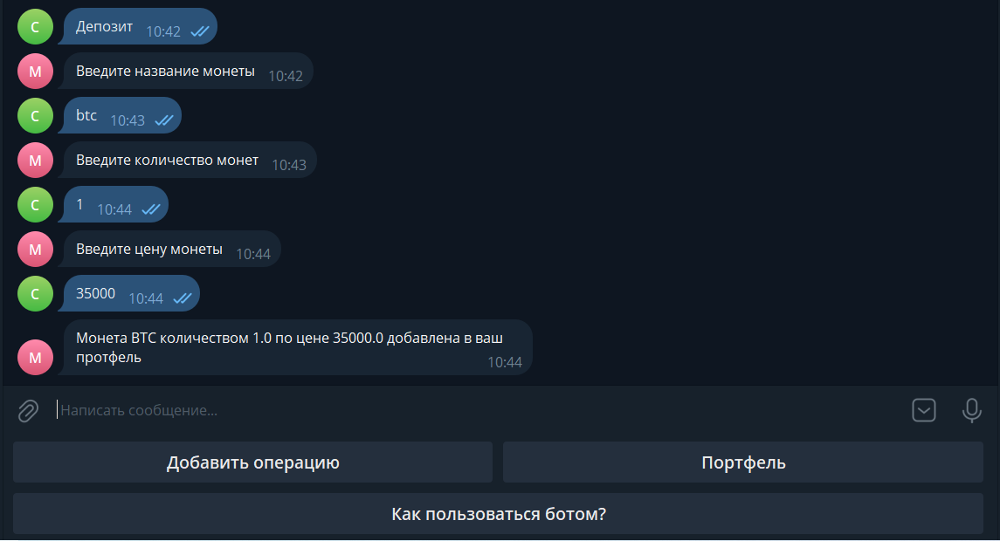 С
Депозит 10:42
М
Введите название монеты 10:42
С
btc 10:43
М
Введите количество монет 10:43
С
1 10:44
М
Введите цену монеты 10:44
С
35000 10:44
Монета BTC количеством 1.0 по цене 35000.0 добавлена в ваш
М
протфель 10:44
Написать сообщение...
Добавить операцию
Портфель
Как пользоваться ботом?